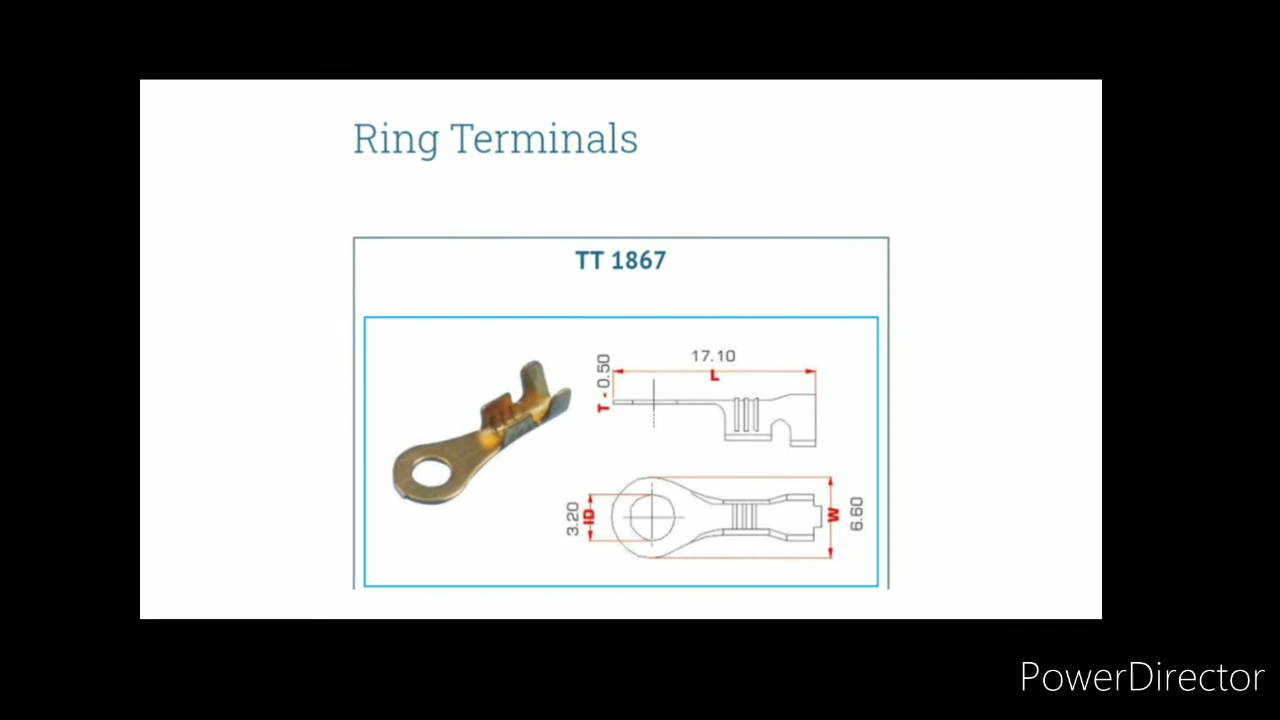 Ring Terminals
TT 1867
17.10
L
T - 0.50
3.20
ID
W
6.60
PowerDirector